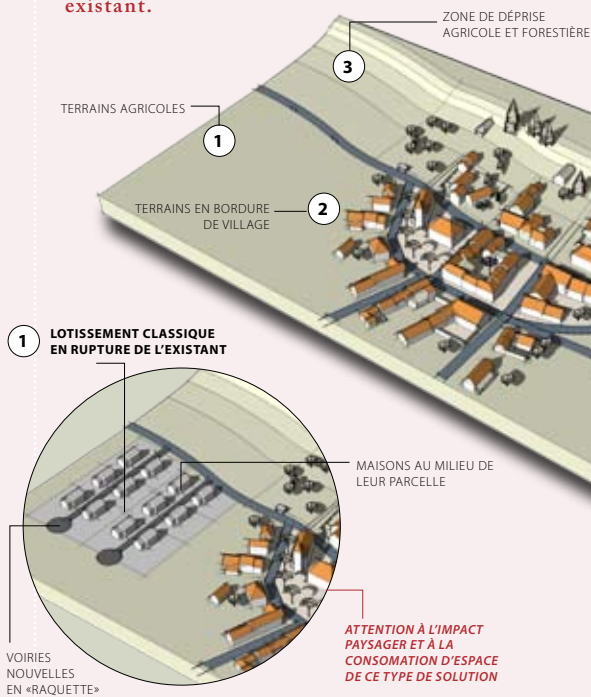 existant.
ZONE DE DÉPRISE
AGRICOLE ET FORESTIÈRE
3
TERRAINS AGRICOLES
1
TERRAINS EN BORDURE
DE VILLAGE
2
1
LOTISSEMENT CLASSIQUE
EN RUPTURE DE L’EXISTANT
MAISONS AU MILIEU DE
LEUR PARCELLE
ATTENTION À L’IMPACT
PAYSAGER ET À LA
CONSOMATION D’ESPACE
DE CE TYPE DE SOLUTION
VOIRIES
NOUVELLES
EN «RAQUETTE»